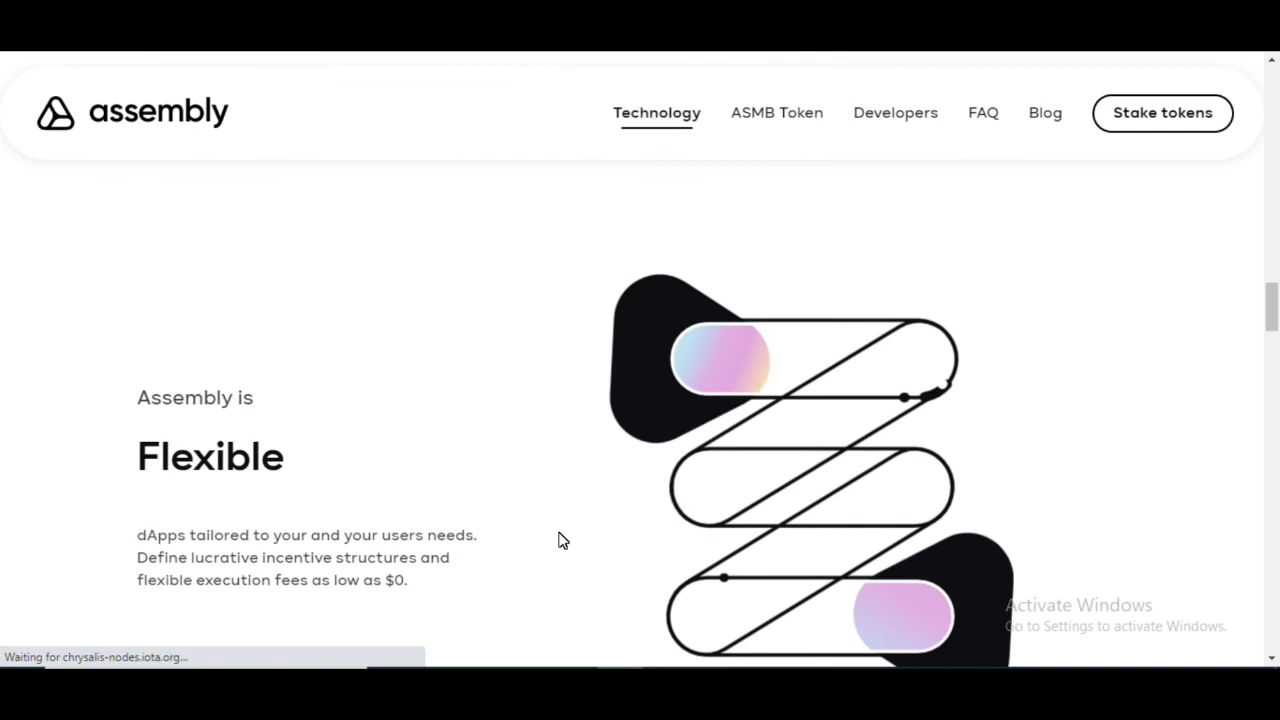 assembly
Technology ASMB Token Developers FAQ Blog Stake tokens
Assembly is
Flexible
dApps tailored to your and your users needs.
Define lucrative incentive structures and
flexible execution fees as low as $0.
Activate Windows
Go to Settings to activate Windows.
Waiting for chrysalis-nodes.iota.org...